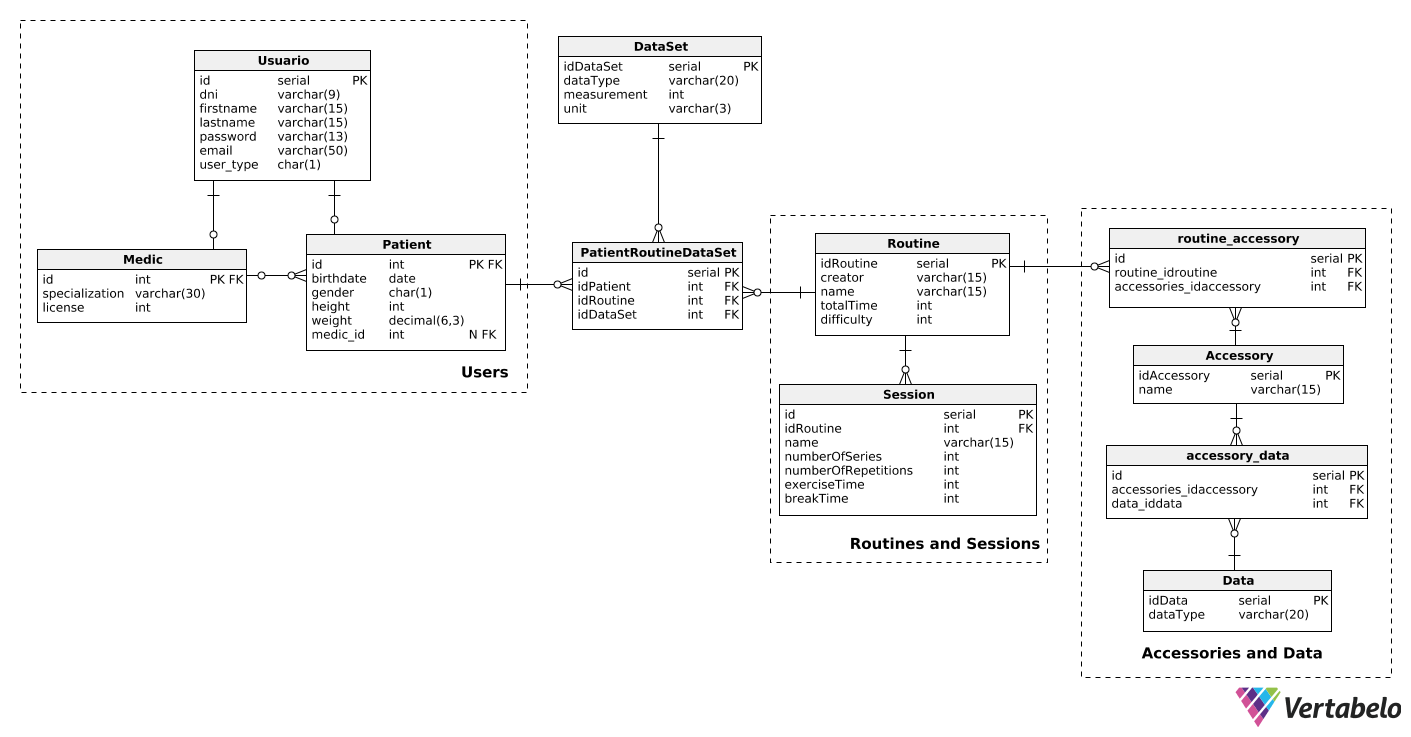 Usuario
id serial PK
dni varchar(9)
firstname varchar(15)
lastname varchar(15)
password varchar(13)
email varchar(50)
user_type char(1)
Medic
id int PK FK
specialization varchar(30)
license int
Patient
id int PK FK
birthdate date
gender char(1)
height int
weight decimal(6,3)
medic_id int N FK
Users
DataSet
idDataSet serial PK
dataType varchar(20)
measurement int
unit varchar(3)
PatientRoutineDataSet
id serial PK
idPatient int FK
idRoutine int FK
idDataSet int FK
Routine
idRoutine serial PK
creator varchar(15)
name varchar(15)
totalTime int
difficulty int
Session
id serial PK
idRoutine int FK
name varchar(15)
numberOfSeries int
numberOfRepetitions int
exerciseTime int
breakTime int
Routines and Sessions
routine_accessory
id serial PK
routine_idroutine int FK
accessories_idaccessory int FK
Accessory
idAccessory serial PK
name varchar(15)
accessory_data
id serial PK
accessories_idaccessory int FK
data_iddata int FK
Data
idData serial PK
dataType varchar(20)
Accessories and Data
Vertabelo